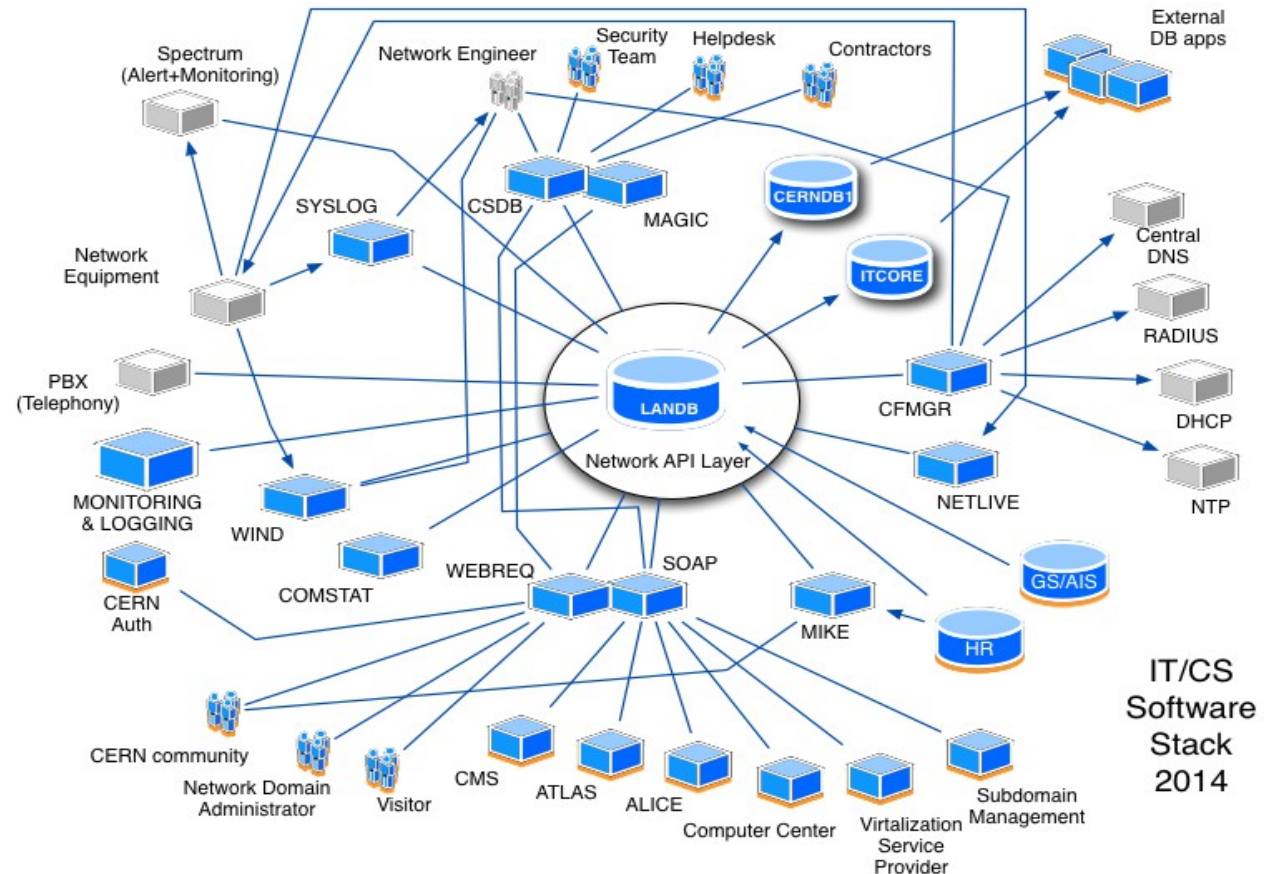 Spectrum
(Alert+Monitoring)
Network Engineer
Security
Team
Helpdesk
Contractors
External
DB apps
SYSLOG
CSDB
MAGIC
CERNDB1
ITCORE
Central
DNS
Network
Equipment
RADIUS
PBX
(Telephony)
LANDB
CFMGR
DHCP
Network API Layer
MONITORING
& LOGGING
WIND
NETLIVE
NTP
COMSTAT
WEBREQ
SOAP
GS/AIS
CERN
Auth
MIKE
HR
IT/CS
Software
Stack
2014
CERN community
Network Domain
Administrator
Visitor
CMS
ATLAS
ALICE
Computer Center
Virtalization
Service
Provider
Subdomain
Management